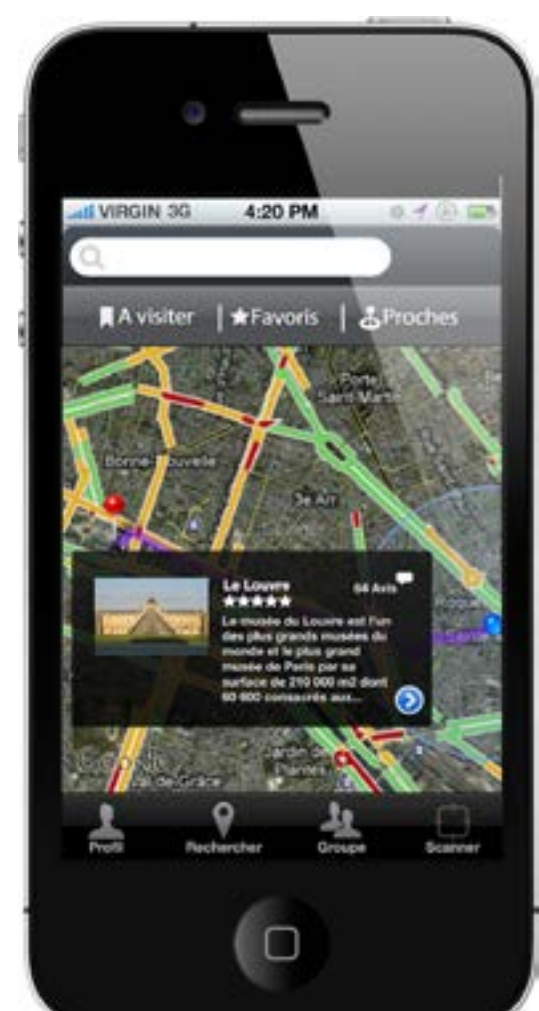 VIRGIN 3G 4:20 PM
A visiter Favoris Proches
Porte
Saint-Martin
Bonne-Nouvelle
3e Arr
Le Louvre 64 Avis
Le musée du Louvre est l'un
des plus grands musées du
monde et le plus grand
musée de Paris par sa
surface de 210 000 m2 dont
60 600 consacrés aux...
Google
Jardin des
Plantes
Val de Grâce
Profil Rechercher Groupe Scanner